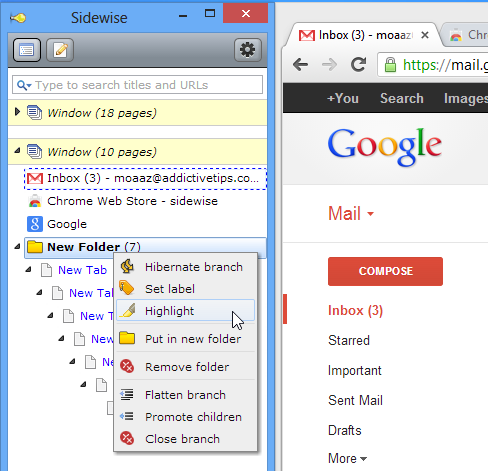 Sidewise
Type to search titles and URLs
Window (18 pages)
Window (10 pages)
Inbox (3) - moaaz@addictivetips.co...
Chrome Web Store - sidewise
Google
New Folder (7)
New Tab
New Tab
New T
New
N
Hibernate branch
Set label
Highlight
Put in new folder
Remove folder
Flatten branch
Promote children
Close branch
Inbox (3) - moaaz
Chr
https://mail.g
+You Search Images
Google
Mail
COMPOSE
Inbox (3)
Starred
Important
Sent Mail
Drafts
More